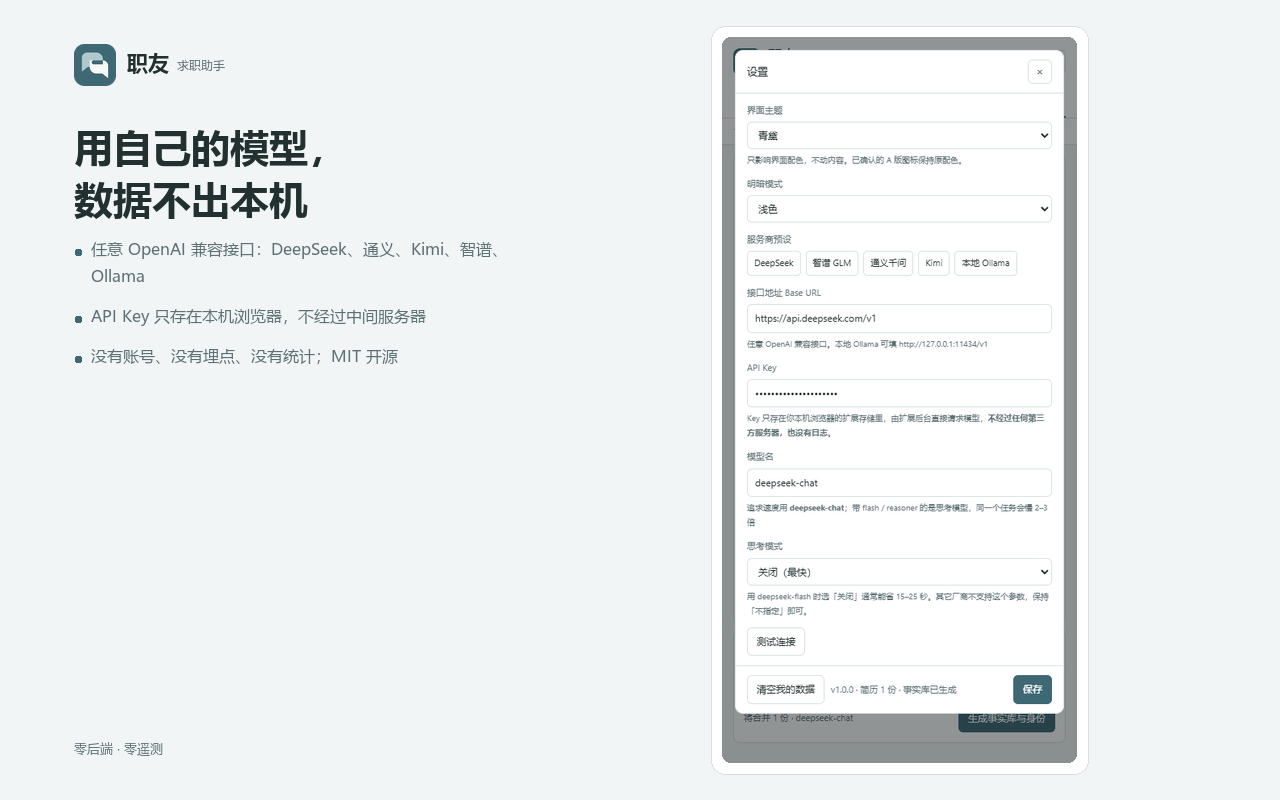 职友 求职助手
用自己的模型，
数据不出本机
任意 OpenAI 兼容接口：DeepSeek、通义、Kimi、智谱、
Ollama
API Key 只存在本机浏览器，不经过中间服务器
没有账号、没有埋点、没有统计；MIT 开源
零后端 · 零遥测
设置
×
界面主题
青黛
只影响界面配色，不动内容。已确认的 A 版图标保持原配色。
明暗模式
浅色
服务商预设
DeepSeek 智谱 GLM 通义千问 Kimi 本地 Ollama
接口地址 Base URL
https://api.deepseek.com/v1
任意 OpenAI 兼容接口。本地 Ollama 可填 http://127.0.0.1:11434/v1
API Key
•••••••••••••••••••••
Key 只存在你本机浏览器的扩展存储里，由扩展后台直接请求模型，不经过任何第三
方服务器，也没有日志。
模型名
deepseek-chat
追求速度用 deepseek-chat；带 flash / reasoner 的是思考模型，同一个任务会慢 2–3
倍
思考模式
关闭（最快）
用 deepseek-flash 时选「关闭」通常能省 15–25 秒。其它厂商不支持这个参数，保持
「不指定」即可。
测试连接
清空我的数据 v1.0.0 · 简历 1 份 · 事实库已生成 保存
将合并 1 份 · deepseek-chat 生成事实库与身份